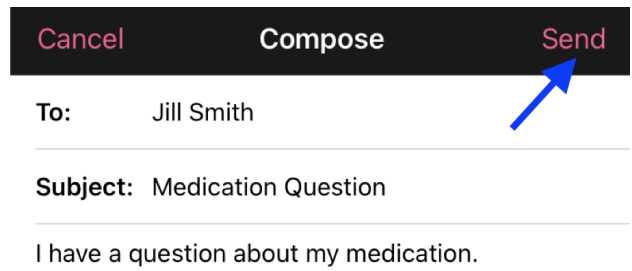 Cancel Compose Send
To: Jill Smith
Subject: Medication Question
I have a question about my medication.